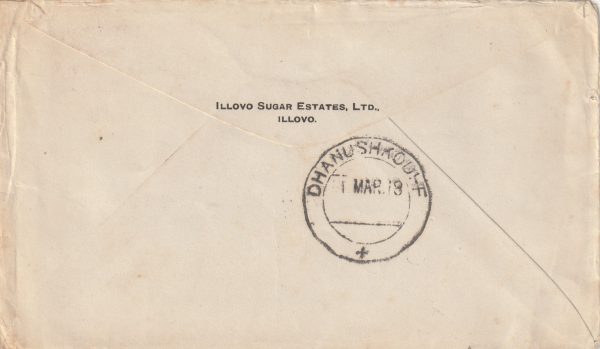 ILLOVO SUGAR ESTATES, LTD.,
ILLOVO.
DHANUSHKODI
1 MAR. 19